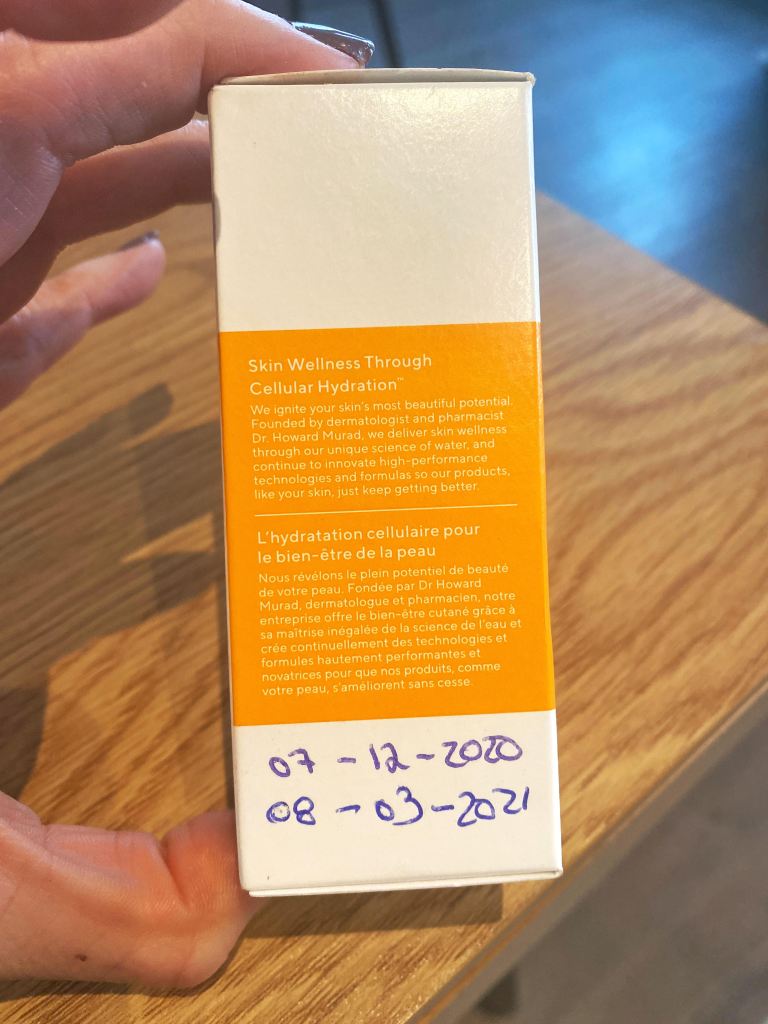 Skin Wellness Through
Cellular Hydration™
We ignite your skin's most beautiful potential.
Founded by dermatologist and pharmacist
Dr. Howard Murad, we deliver skin wellness
through our unique science of water, and
continue to innovate high-performance
technologies and formulas so our products,
like your skin, just keep getting better.
L'hydratation cellulaire pour
le bien-être de la peau
Nous révélons le plein potentiel de beauté
de votre peau. Fondée par Dr Howard
Murad, dermatologue et pharmacien, notre
entreprise offre le bien-être cutané grâce à
sa maîtrise inégalée de la science de l'eau et
crée continuellement des technologies et
formules hautement performantes et
novatrices pour que nos produits, comme
votre peau, s'améliorent sans cesse.
07 - 12 - 2020
08 - 03 - 2021